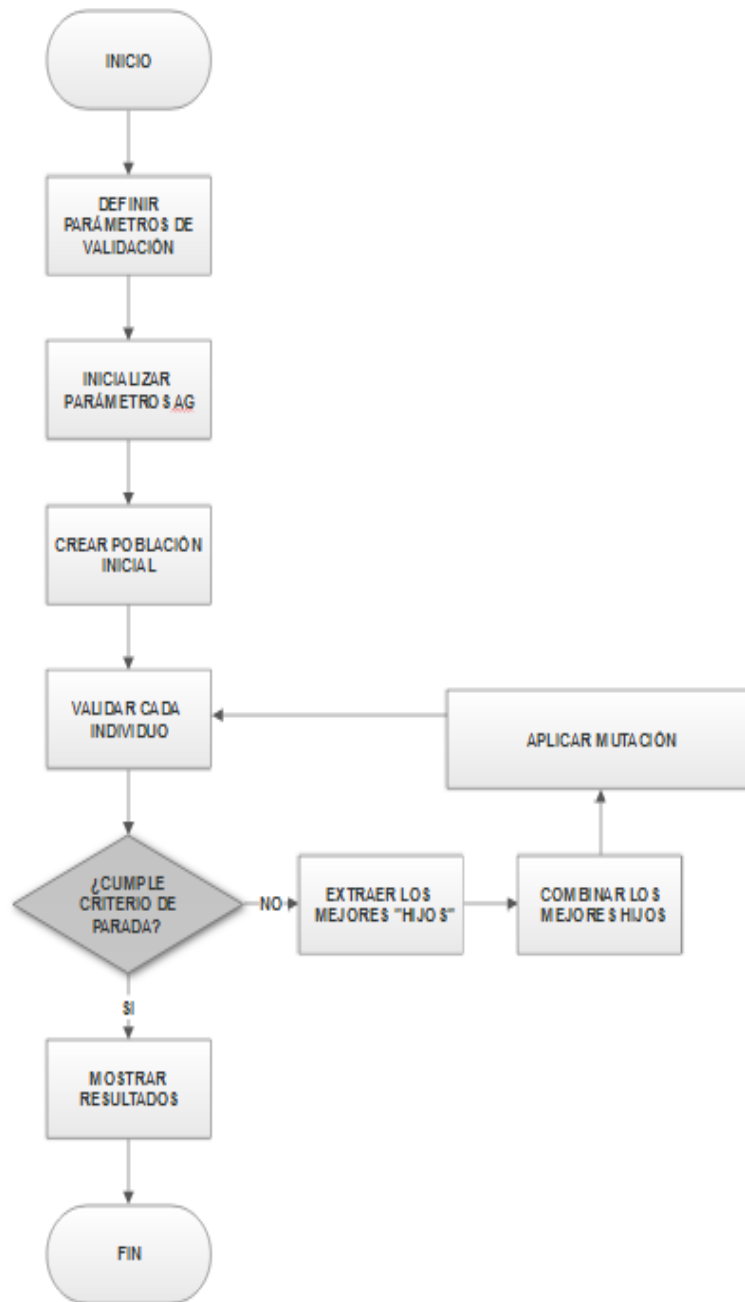 INICIO
DEFINIR
PARÁMETROS DE
VALIDACIÓN
INICIALIZAR
PARÁMETROS AG
CREAR POBLACIÓN
INICIAL
VALIDAR CADA
INDIVIDUO
APLICAR MUTACIÓN
¿CUMPLE
CRITERIO DE
PARADA?
NO
EXTRAER LOS
MEJORES "HIJOS"
COMBINAR LOS
MEJORES HIJOS
SI
MOSTRAR
RESULTADOS
FIN